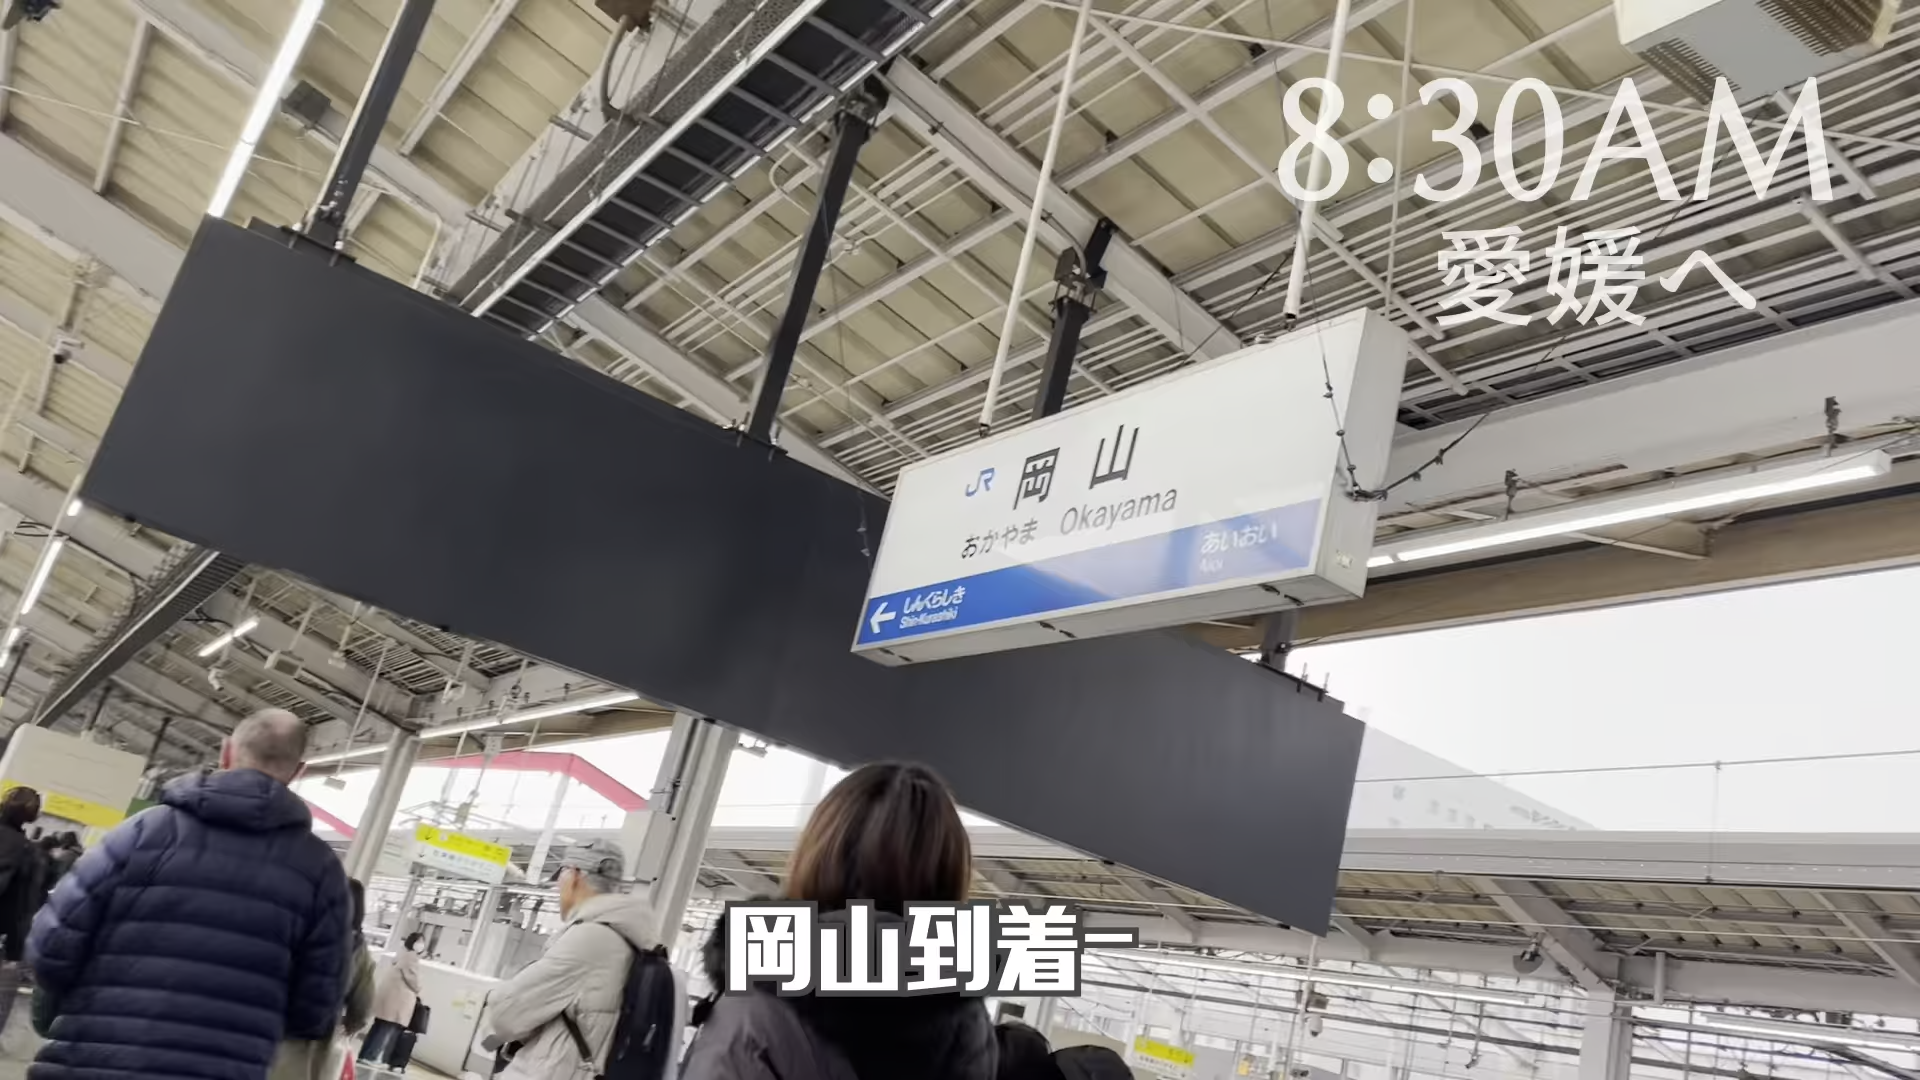 8:30AM
愛媛へ
JR 岡山
おかやま Okayama
あいおい
Aioi
←しんくらしき
Shin-Kurashiki
岡山到着ー